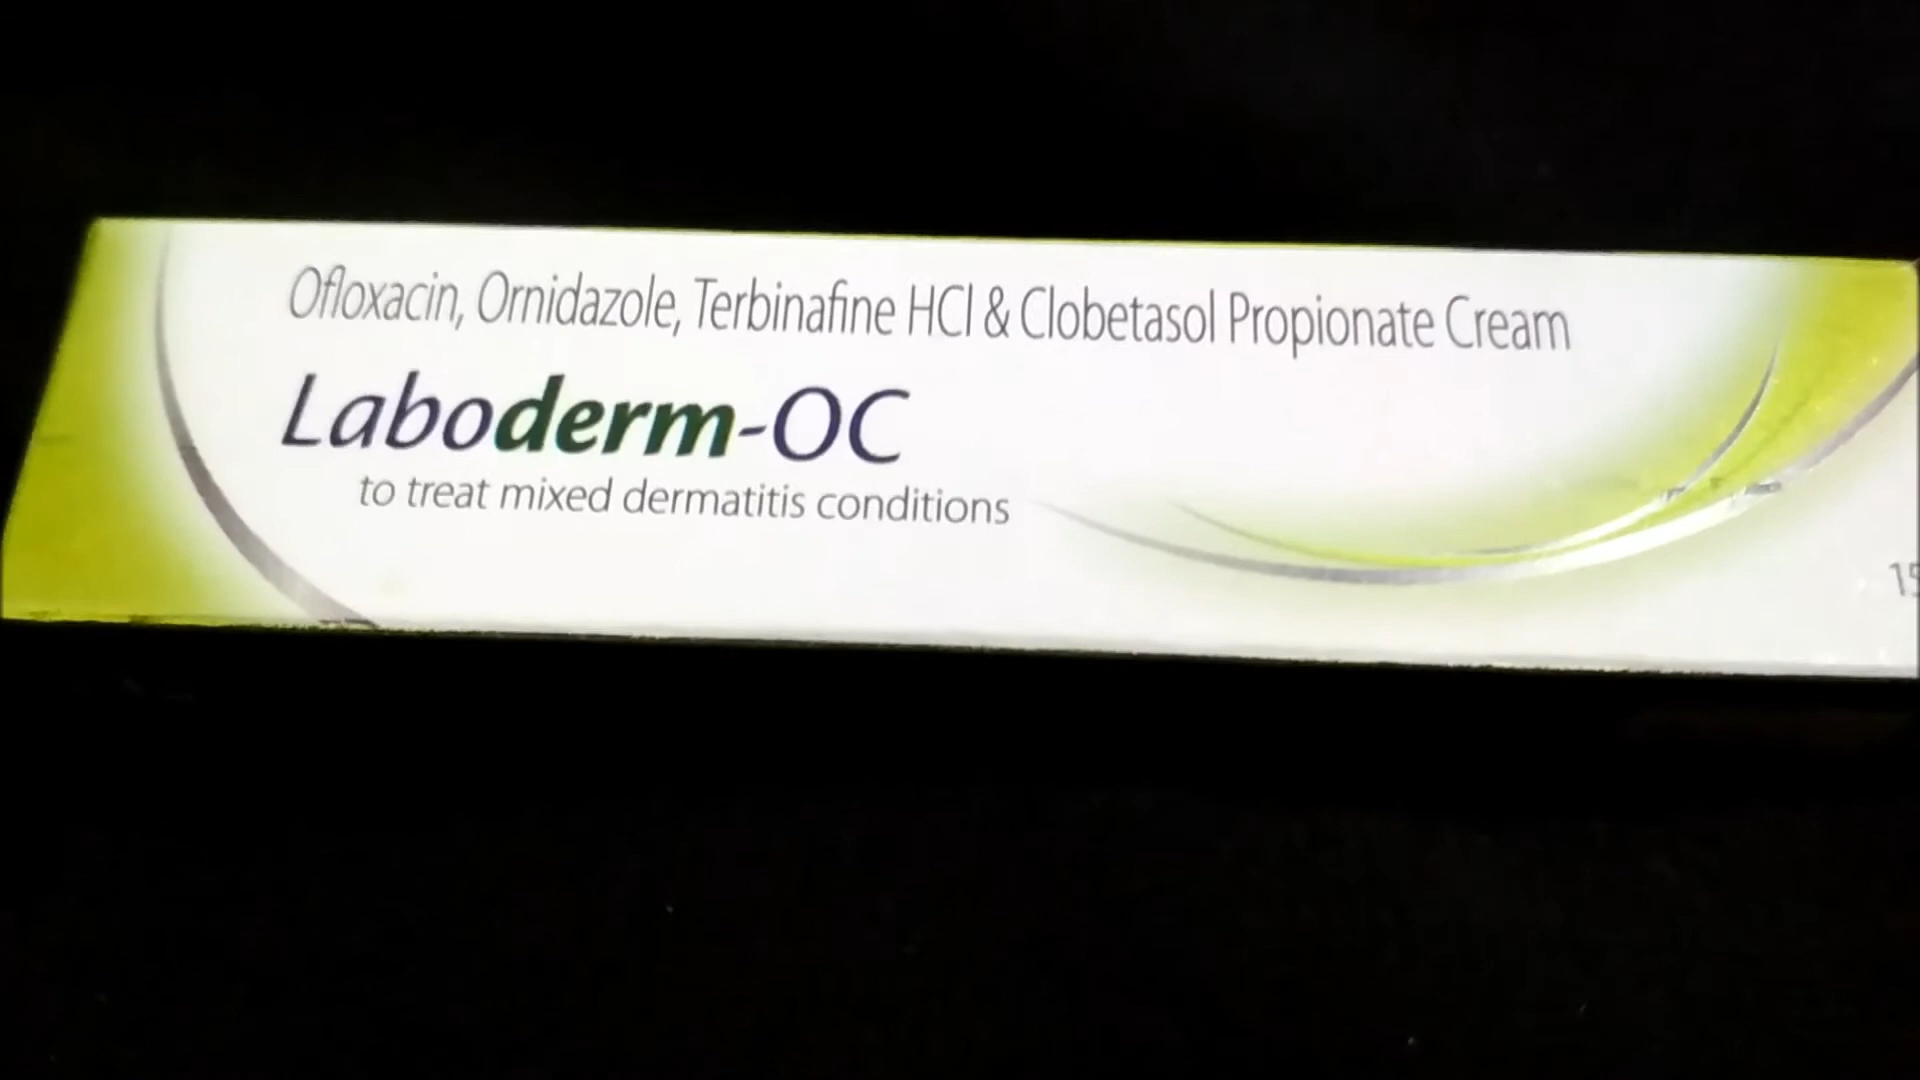 Ofloxacin, Ornidazole, Terbinafine HCl & Clobetasol Propionate Cream
Laboderm-OC
to treat mixed dermatitis conditions